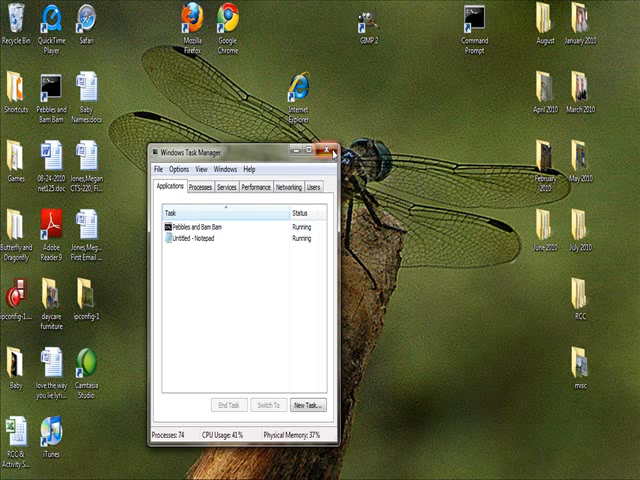 Recycle Bin
QuickTime
Player
Safari
Mozilla
Firefox
Google
Chrome
GIMP 2
Command
Prompt
August
January 2010
Shortcuts
Pebbles and
Bam Bam
Baby
Names.docx
Internet
Explorer
April 2010
March 2010
Games
08-24-2010
net125.doc
Jones,Megan
CTS-220, Fi...
February
2010
May 2010
Butterfly and
Dragonfly
Adobe
Reader 9
Jones,Meg...
First Email ...
June 2010
July 2010
ipconfig-1....
daycare
furniture
ipconfig-1
RCC
Baby
love the way
you lie lyn...
Camtasia
Studio
misc
RCC &
Activity S...
iTunes
Windows Task Manager
File Options View Windows Help
Applications Processes Services Performance Networking Users
Task Status
Pebbles and Bam Bam Running
Untitled - Notepad Running
End Task Switch To New Task...
Processes: 74 CPU Usage: 41% Physical Memory: 37%